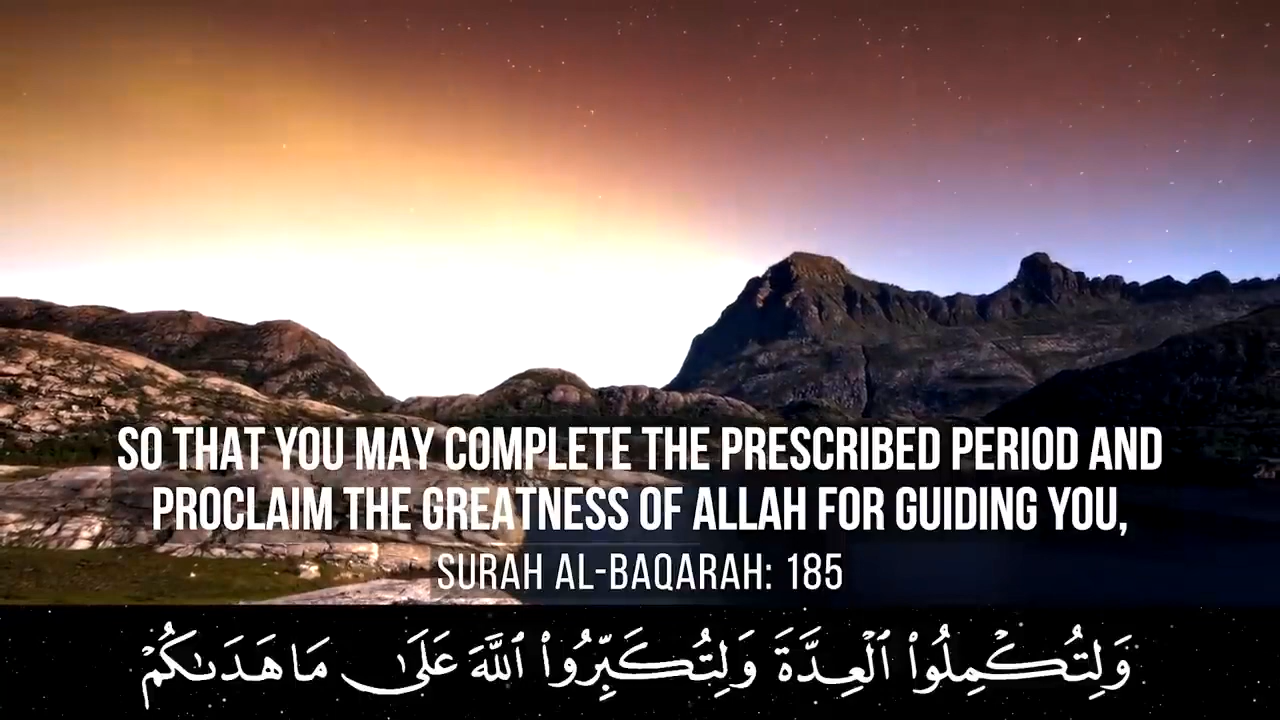 SO THAT YOU MAY COMPLETE THE PRESCRIBED PERIOD AND
PROCLAIM THE GREATNESS OF ALLAH FOR GUIDING YOU,
SURAH AL-BAQARAH: 185
وَلِتُكْمِلُوا۟ ٱلْعِدَّةَ وَلِتُكَبِّرُوا۟ ٱللَّهَ عَلَىٰ مَا هَدَىٰكُمْ